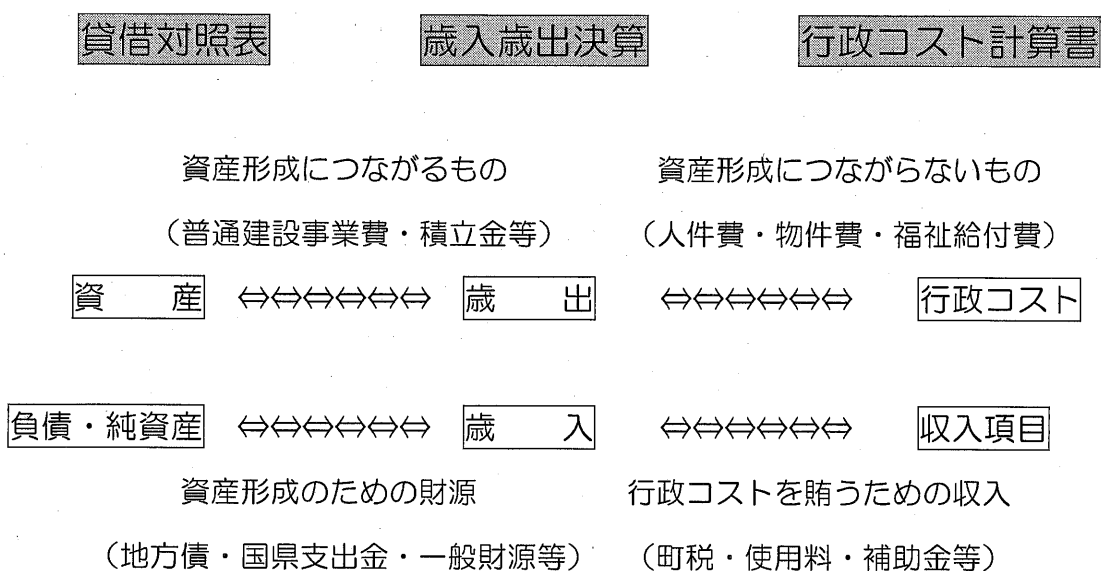 貸借対照表 歳入歳出決算 行政コスト計算書
資産形成につながるもの 資産形成につながらないもの
（普通建設事業費・積立金等） （人件費・物件費・福祉給付費）
資　　産 ⇔⇔⇔⇔⇔⇔ 歳　　出 ⇔⇔⇔⇔⇔⇔ 行政コスト
負債・純資産 ⇔⇔⇔⇔⇔⇔ 歳　　入 ⇔⇔⇔⇔⇔⇔ 収入項目
資産形成のための財源 行政コストを賄うための収入
（地方債・国県支出金・一般財源等） （町税・使用料・補助金等）